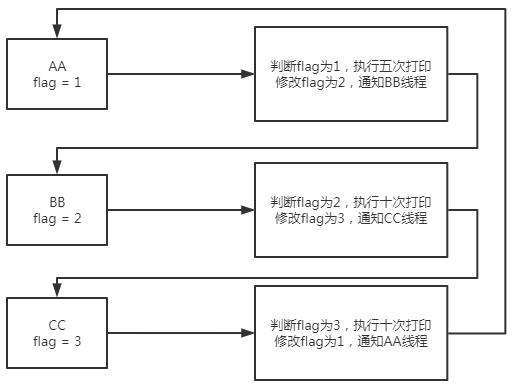 AA
flag = 1
判断flag为1，执行五次打印
修改flag为2，通知BB线程
BB
flag = 2
判断flag为2，执行十次打印
修改flag为3，通知CC线程
CC
flag = 3
判断flag为3，执行十次打印
修改flag为1，通知AA线程